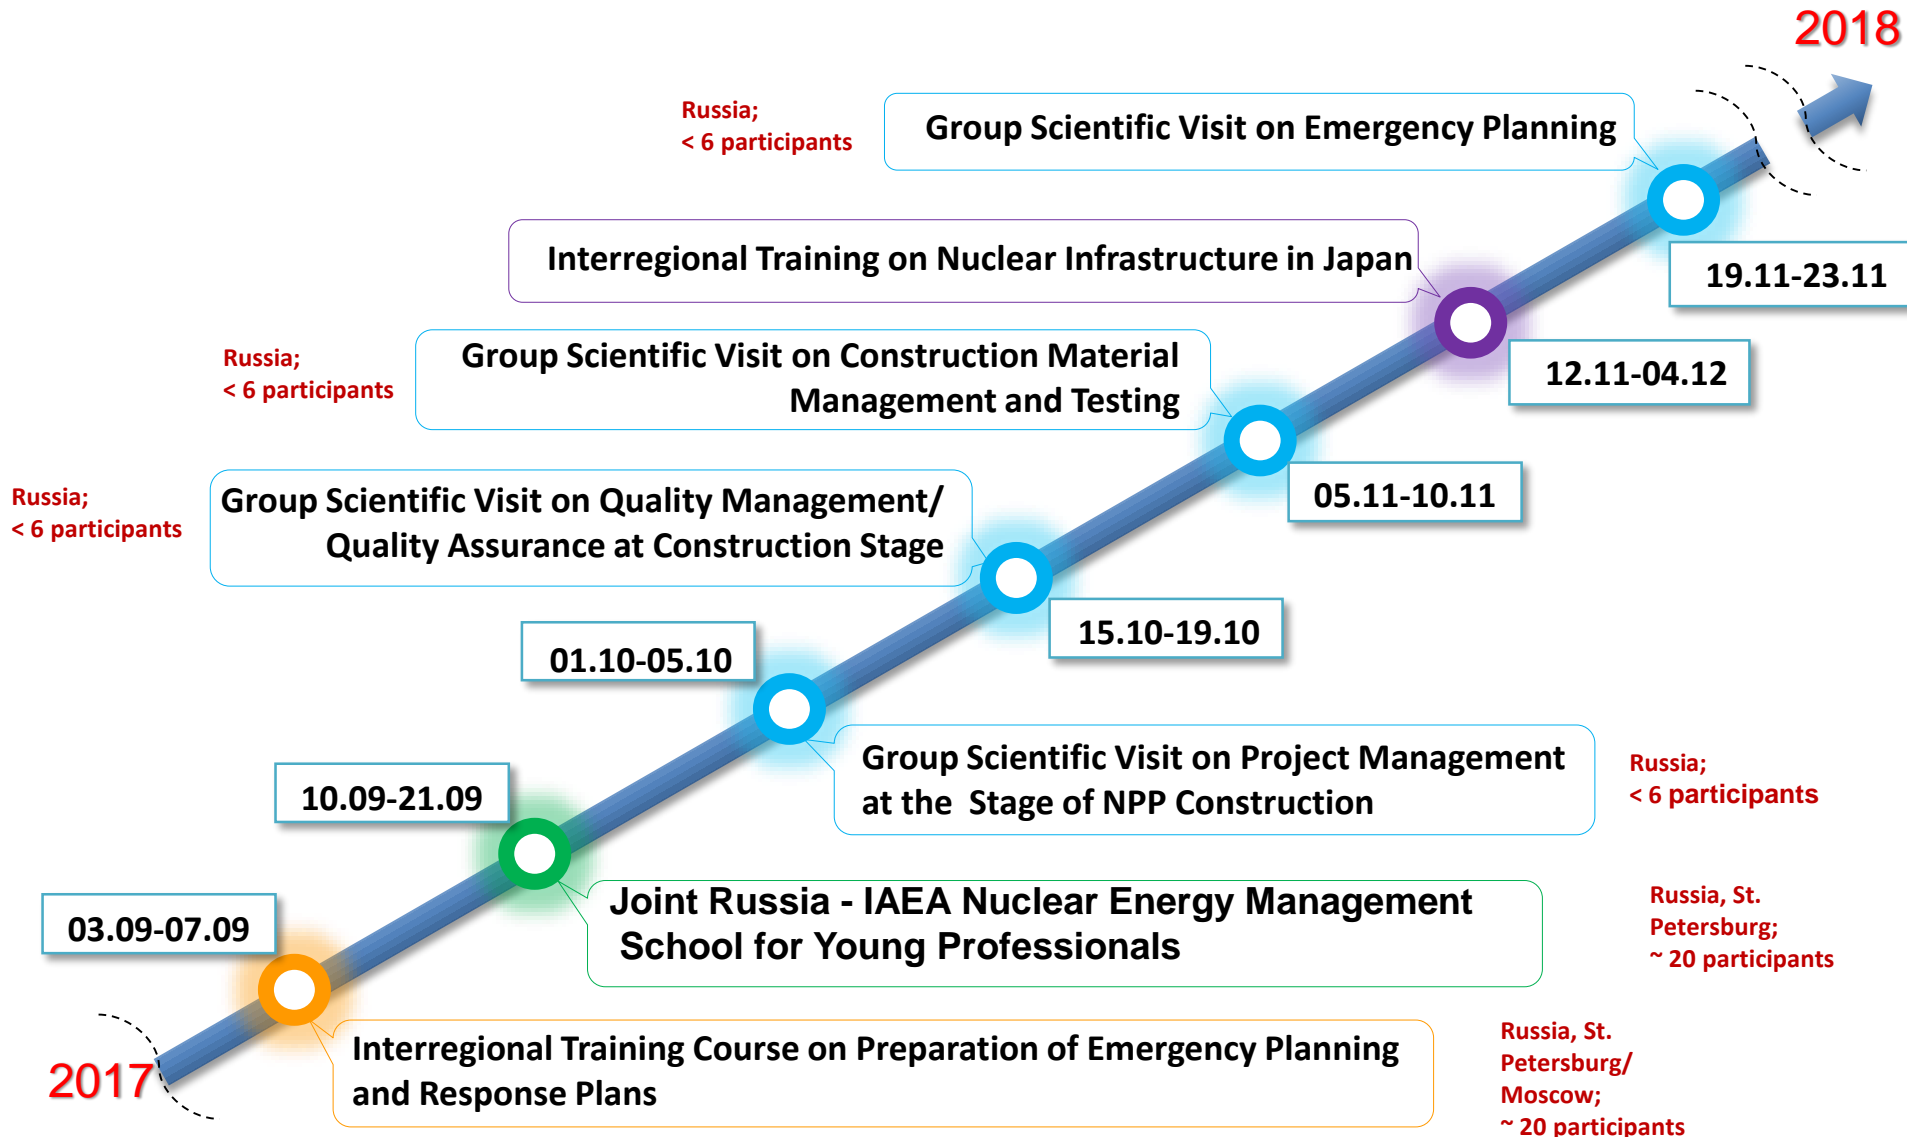 2018
Russia;
< 6 participants
Group Scientific Visit on Emergency Planning
19.11-23.11
Interregional Training on Nuclear Infrastructure in Japan
12.11-04.12
Russia;
< 6 participants
Group Scientific Visit on Construction Material
Management and Testing
05.11-10.11
Russia;
< 6 participants
Group Scientific Visit on Quality Management/
Quality Assurance at Construction Stage
15.10-19.10
01.10-05.10
Group Scientific Visit on Project Management
at the Stage of NPP Construction
Russia;
< 6 participants
10.09-21.09
Joint Russia - IAEA Nuclear Energy Management
School for Young Professionals
Russia, St.
Petersburg;
~ 20 participants
03.09-07.09
Interregional Training Course on Preparation of Emergency Planning
and Response Plans
Russia, St.
Petersburg/
Moscow;
~ 20 participants
2017